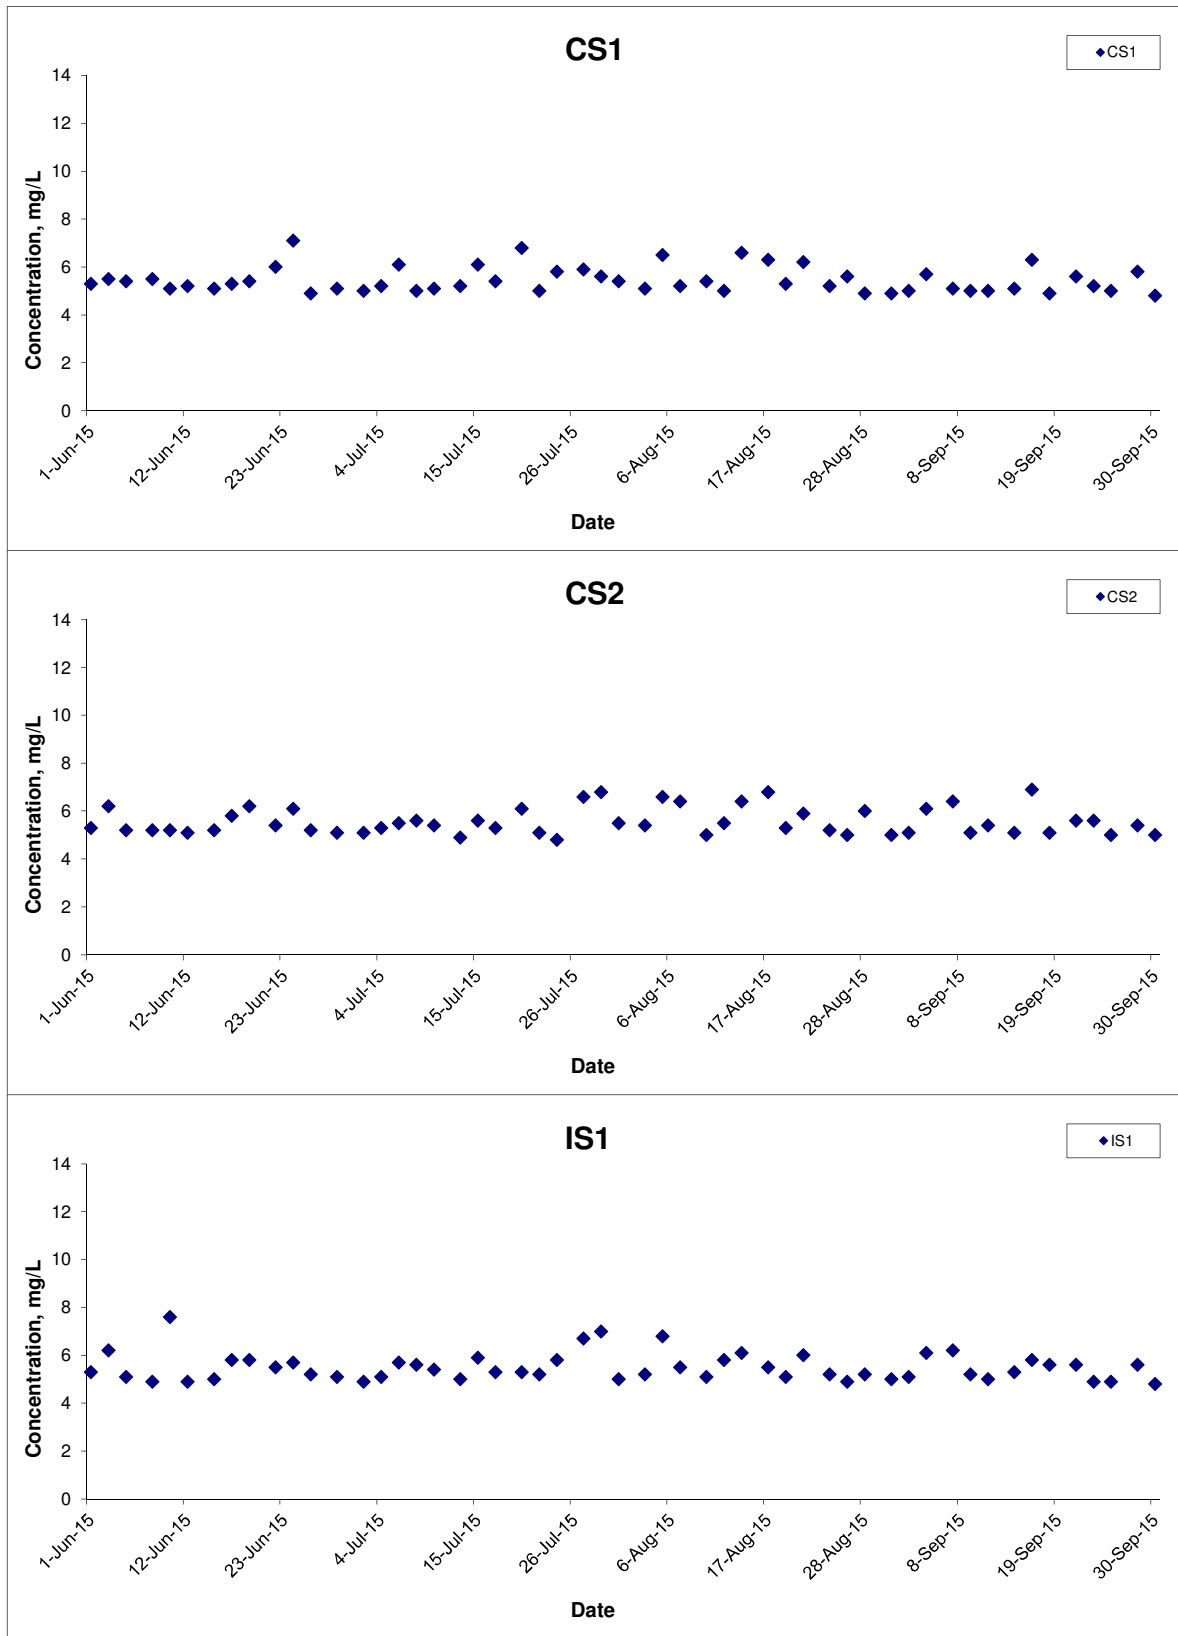 CS1
CS1
14
12
10
8
6
4
2
0
Concentration, mg/L
1-Jun-15
12-Jun-15
23-Jun-15
4-Jul-15
15-Jul-15
26-Jul-15
6-Aug-15
17-Aug-15
28-Aug-15
8-Sep-15
19-Sep-15
30-Sep-15
Date
CS2
CS2
14
12
10
8
6
4
2
0
Concentration, mg/L
1-Jun-15
12-Jun-15
23-Jun-15
4-Jul-15
15-Jul-15
26-Jul-15
6-Aug-15
17-Aug-15
28-Aug-15
8-Sep-15
19-Sep-15
30-Sep-15
Date
IS1
IS1
14
12
10
8
6
4
2
0
Concentration, mg/L
1-Jun-15
12-Jun-15
23-Jun-15
4-Jul-15
15-Jul-15
26-Jul-15
6-Aug-15
17-Aug-15
28-Aug-15
8-Sep-15
19-Sep-15
30-Sep-15
Date